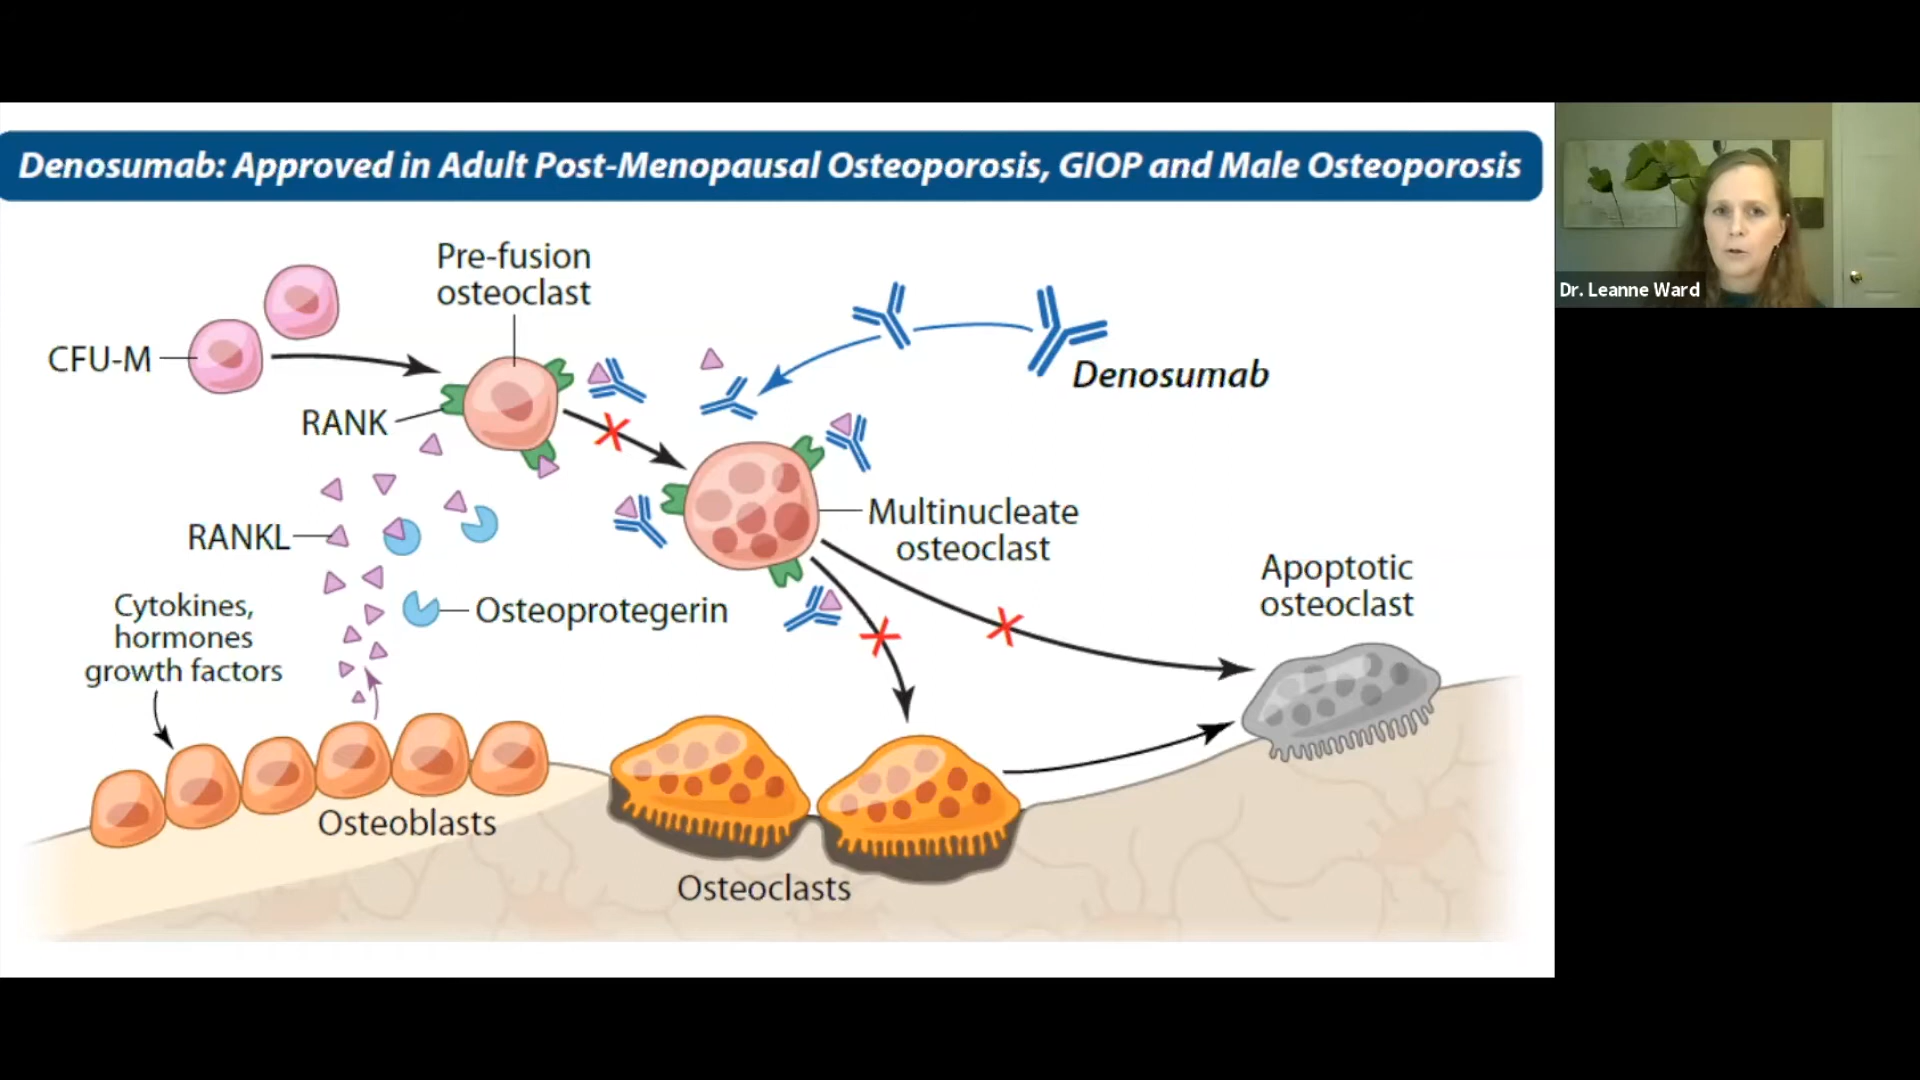 Denosumab: Approved in Adult Post-Menopausal Osteoporosis, GIOP and Male Osteoporosis
Dr. Leanne Ward
Pre-fusion
osteoclast
CFU-M
RANK
Denosumab
RANKL
Multinucleate
osteoclast
Cytokines,
hormones
growth factors
Osteoprotegerin
Apoptotic
osteoclast
Osteoblasts
Osteoclasts